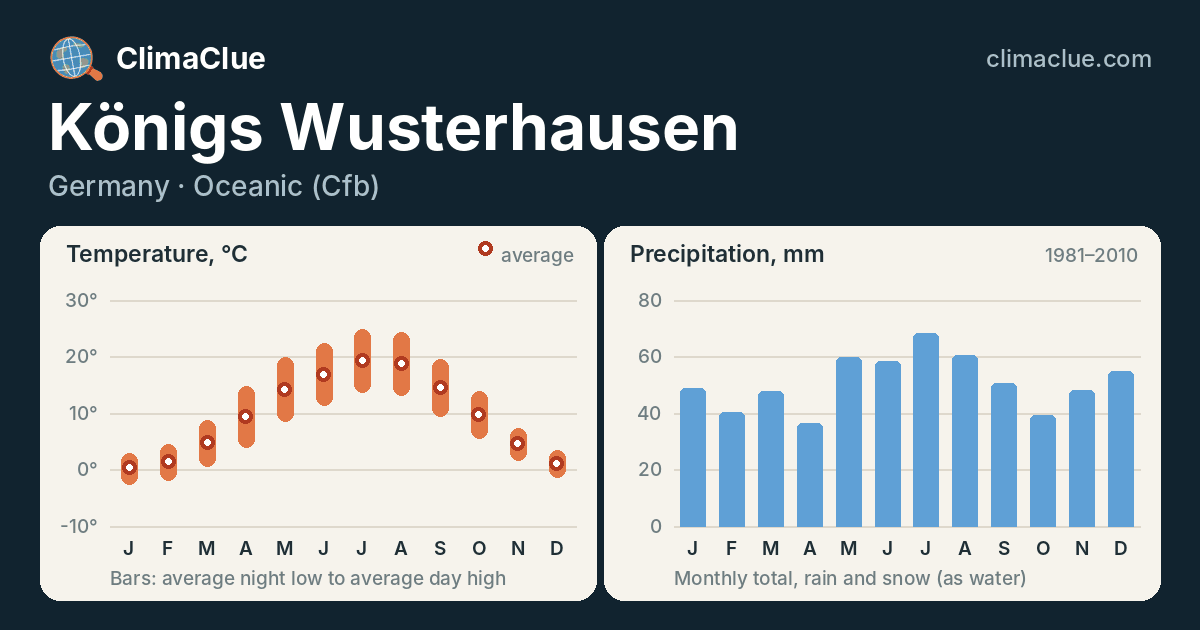 ClimaClue
climaclue.com
Königs Wusterhausen
Germany · Oceanic (Cfb)
Temperature, °C
average
30°
20°
10°
0°
-10°
J F M A M J J A S O N D
Bars: average night low to average day high
Precipitation, mm
1981–2010
80
60
40
20
0
J F M A M J J A S O N D
Monthly total, rain and snow (as water)